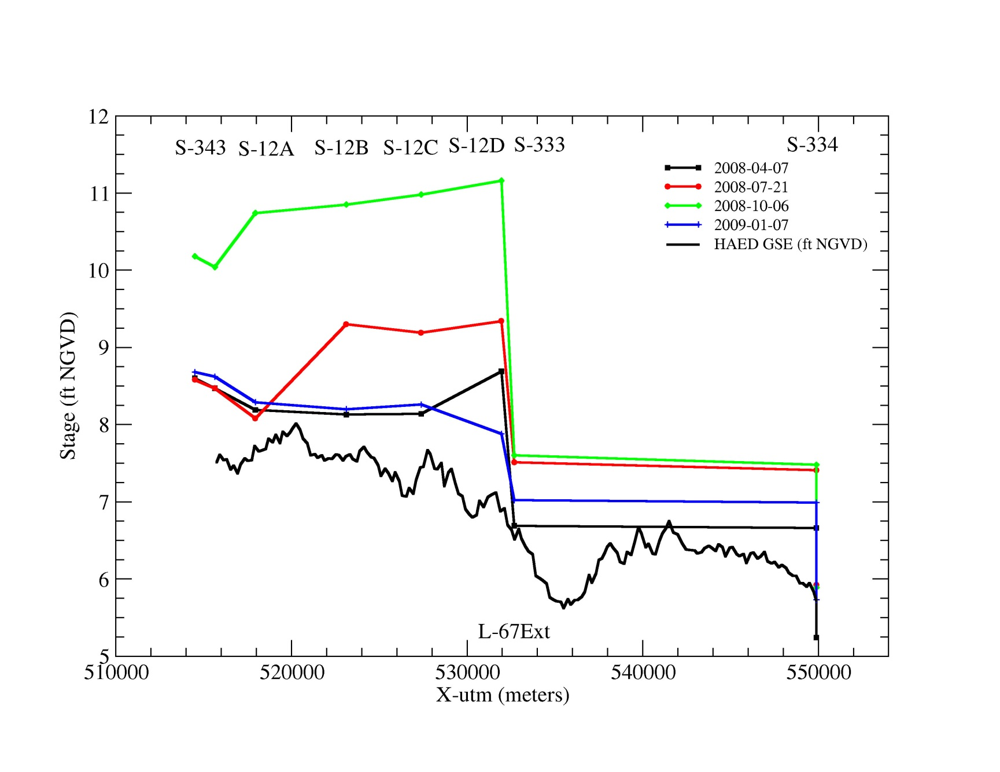 12
S-343 S-12A S-12B S-12C S-12D S-333 S-334
2008-04-07
2008-07-21
2008-10-06
2009-01-07
HAED GSE (ft NGVD)
11
10
9
8
7
6
5
Stage (ft NGVD)
L-67Ext
510000 520000 530000 540000 550000
X-utm (meters)